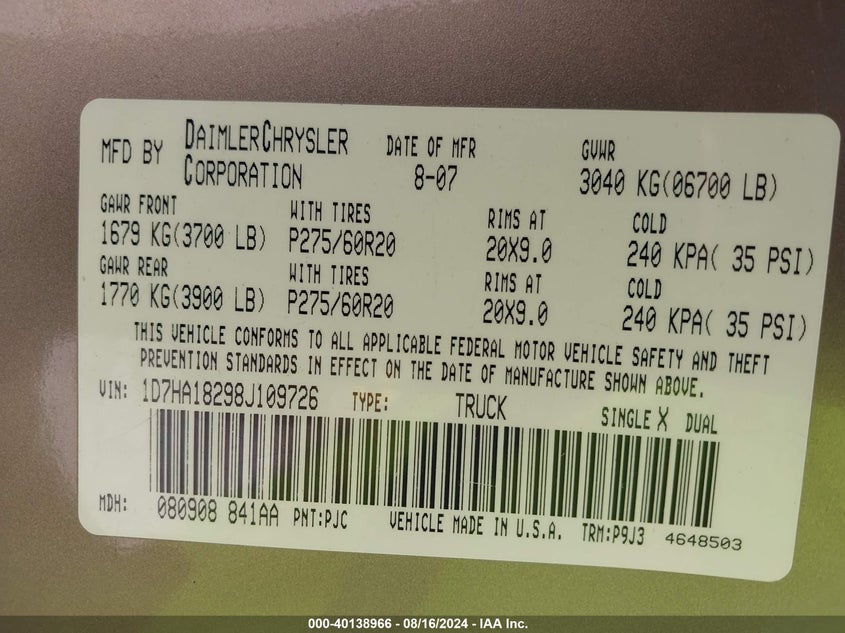 MFD BY DAIMLERCHRYSLER CORPORATION DATE OF MFR 8-07 GVWR 3040 KG(06700 LB)
GAWR FRONT WITH TIRES RIMS AT COLD
1679 KG(3700 LB) P275/60R20 20X9.0 240 KPA( 35 PSI)
GAWR REAR WITH TIRES RIMS AT COLD
1770 KG(3900 LB) P275/60R20 20X9.0 240 KPA( 35 PSI)
THIS VEHICLE CONFORMS TO ALL APPLICABLE FEDERAL MOTOR VEHICLE SAFETY AND THEFT
PREVENTION STANDARDS IN EFFECT ON THE DATE OF MANUFACTURE SHOWN ABOVE.
VIN: 1D7HA18298J109726 TYPE: TRUCK SINGLE X DUAL
MDH: 080908 841AA PNT:PJC VEHICLE MADE IN U.S.A. TRM:P9J3 4648503
000-40138966 - 08/16/2024 - IAA Inc.